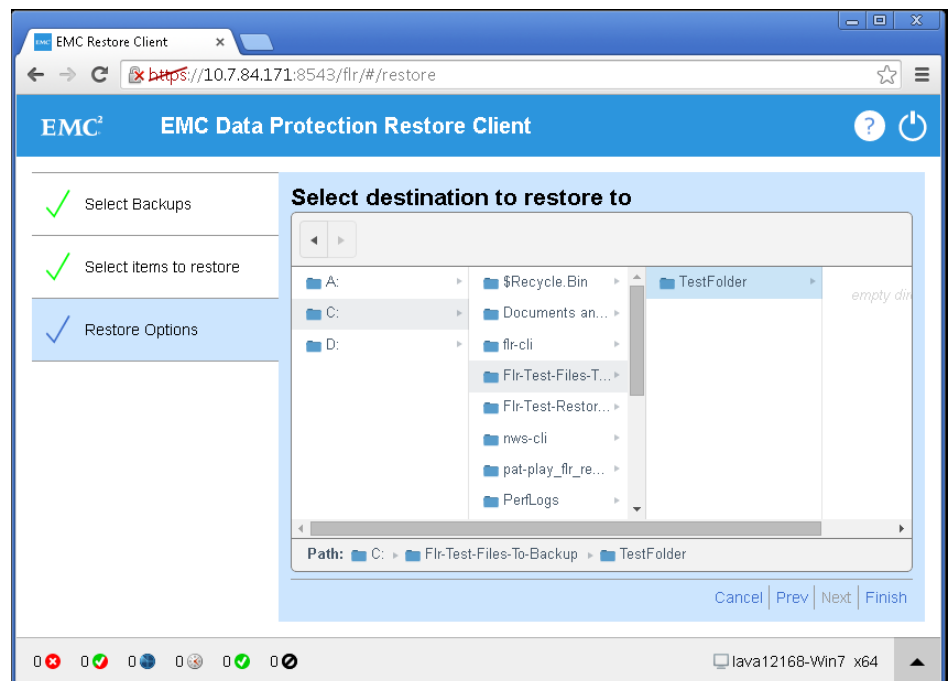 EMC Restore Client
https://10.7.84.171:8543/flr/#/restore
EMC² EMC Data Protection Restore Client
Select Backups
Select items to restore
Restore Options
Select destination to restore to
A:
C:
D:
$Recycle.Bin
Documents an...
flr-cli
Flr-Test-Files-T...
Flr-Test-Restor...
nws-cli
pat-play_flr_re...
PerfLogs
TestFolder
empty dir
Path: C: Flr-Test-Files-To-Backup TestFolder
Cancel Prev Next Finish
0 0 0 0 0 0 lava12168-Win7 x64